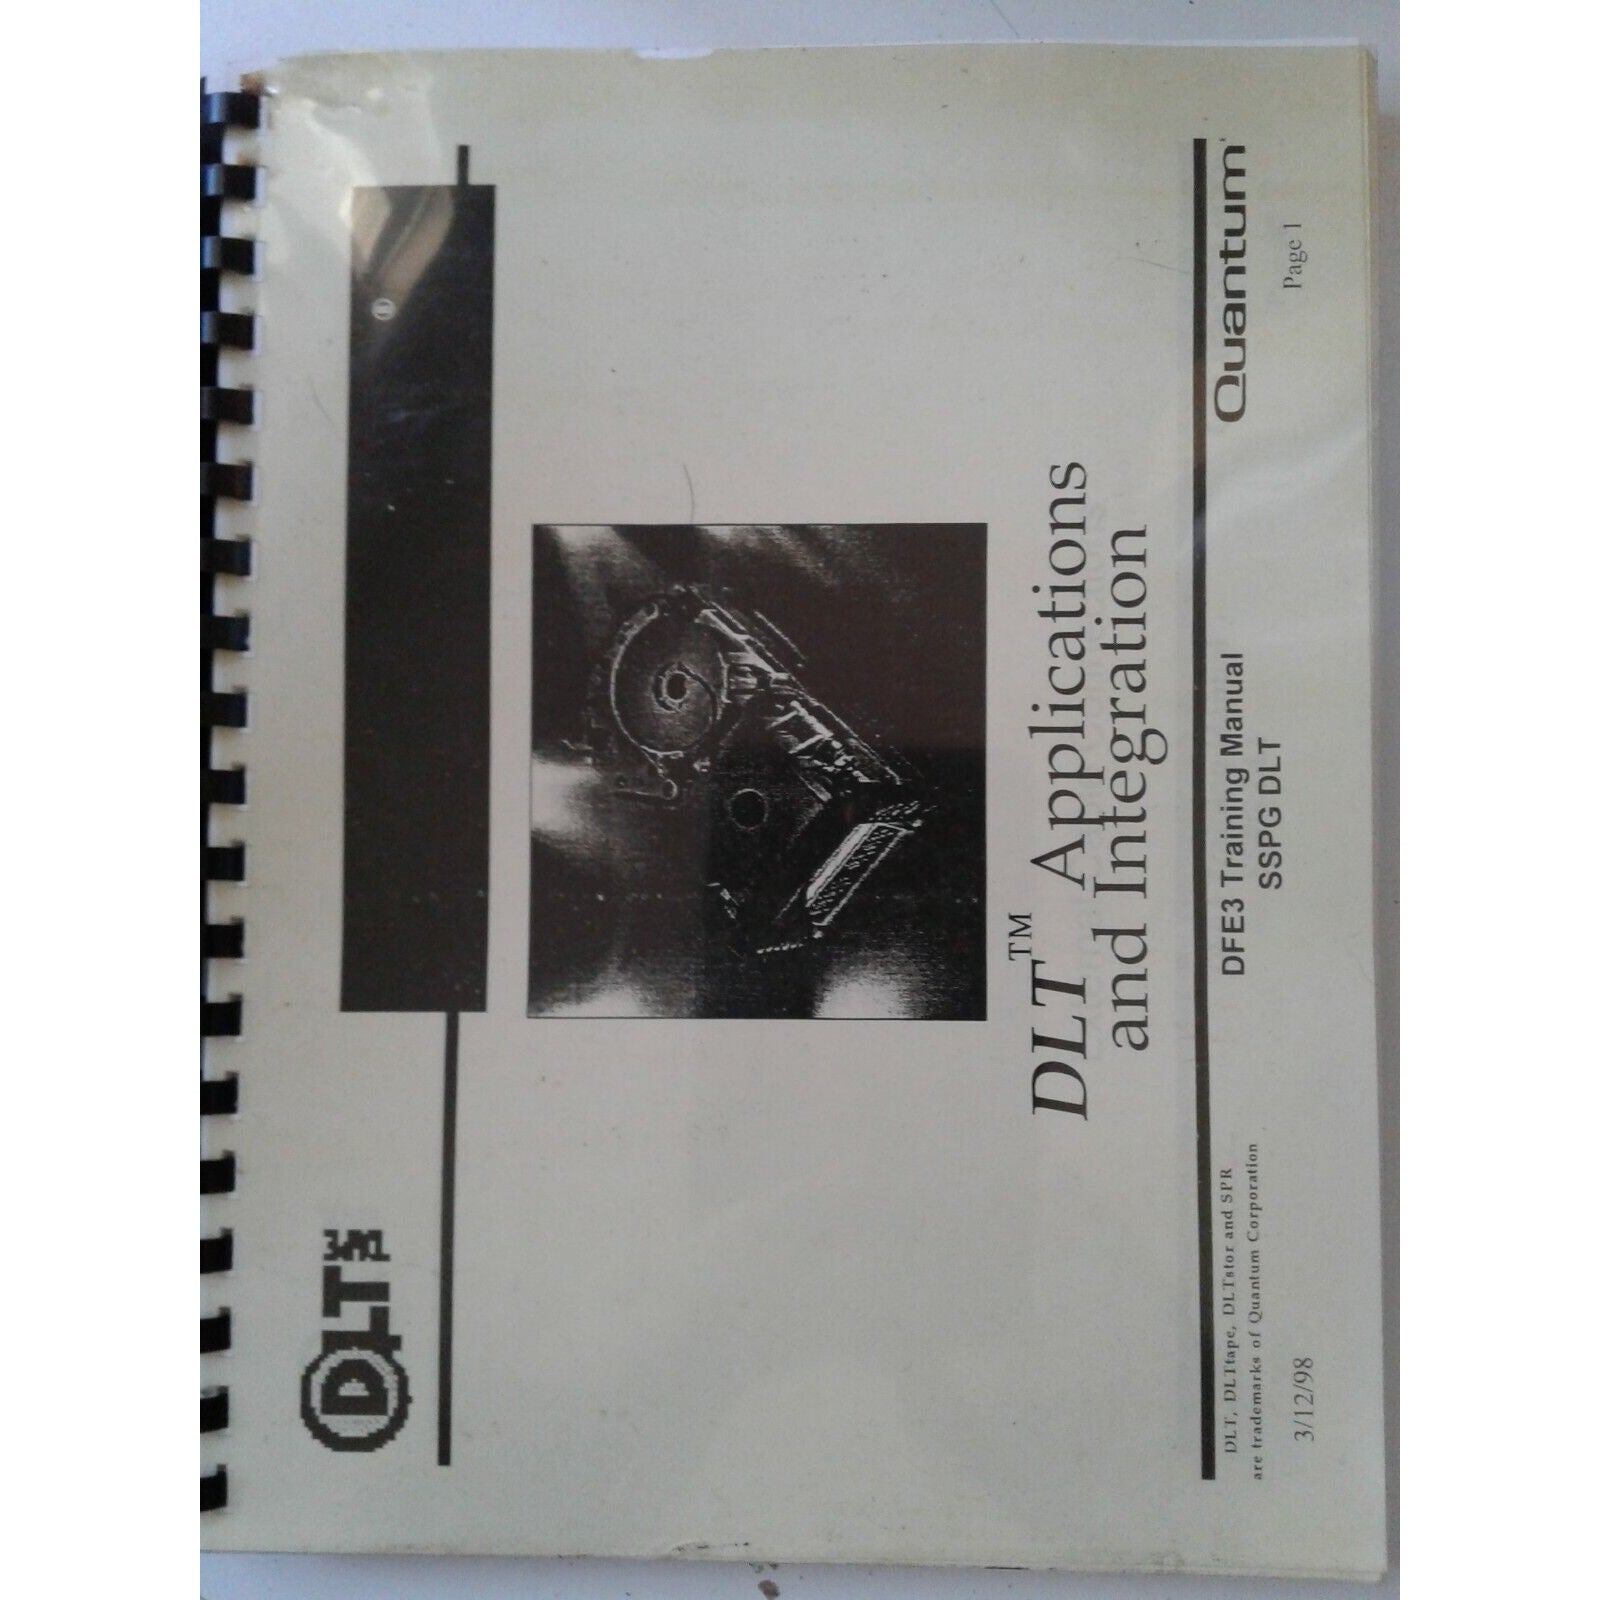 DLT
DLT™ Applications
and Integration
DLT, DLTtape, DLTstor and SPR
are trademarks of Quantum Corporation
DFE3 Training Manual
SSPG DLT
Quantum
3/12/98
Page 1